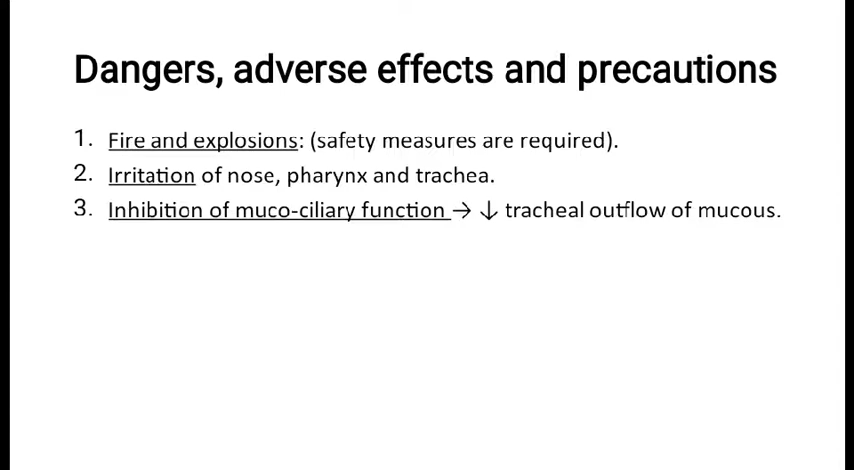 Dangers, adverse effects and precautions
1. Fire and explosions: (safety measures are required).
2. Irritation of nose, pharynx and trachea.
3. Inhibition of muco-ciliary function → ↓ tracheal outflow of mucous.